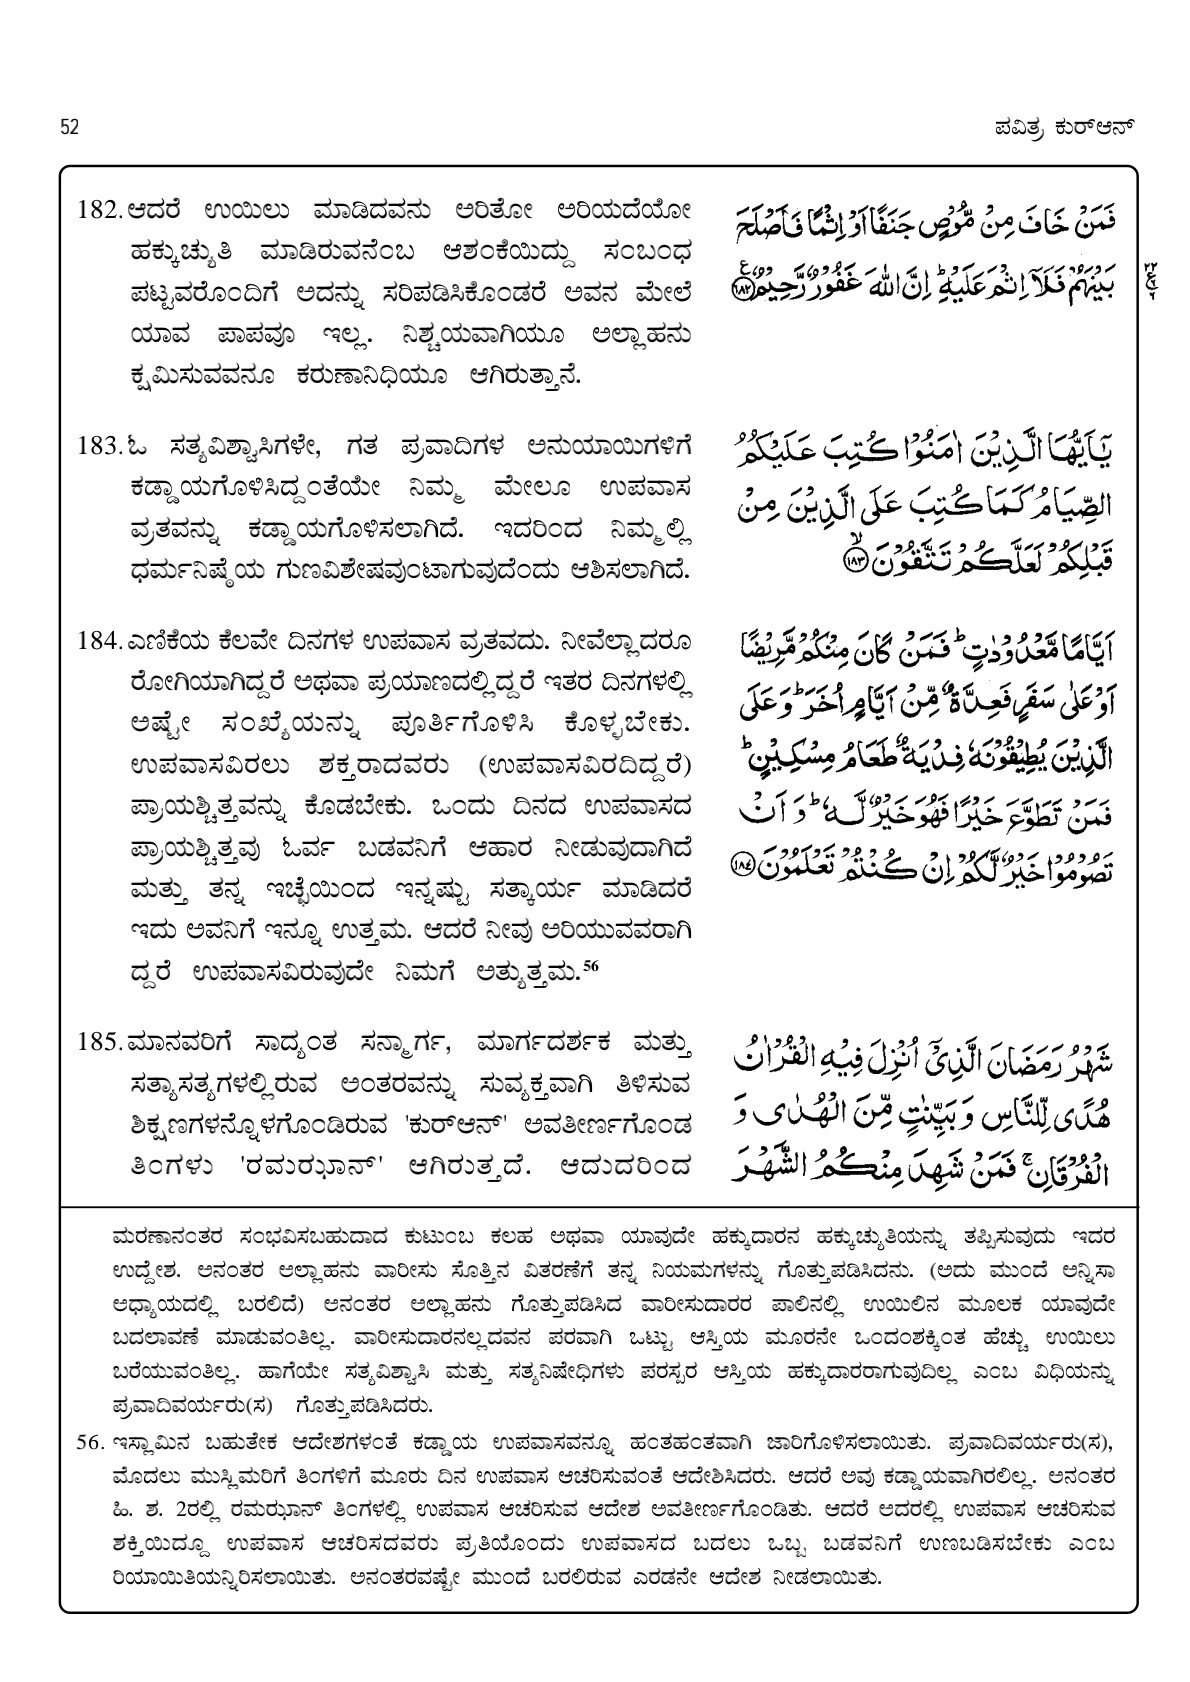 52
ಪವಿತ್ರ ಕುರ್‌ಆನ್
182. ಆದರೆ ಉಯಿಲು ಮಾಡಿದವನು ಅರಿತೋ ಅರಿಯದೆಯೋ
ಹಕ್ಕುಚ್ಯುತಿ ಮಾಡಿರುವನೆಂಬ ಆಶಂಕೆಯಿದ್ದು ಸಂಬಂಧ
ಪಟ್ಟವರೊಂದಿಗೆ ಅದನ್ನು ಸರಿಪಡಿಸಿಕೊಂಡರೆ ಅವನ ಮೇಲೆ
ಯಾವ ಪಾಪವೂ ಇಲ್ಲ. ನಿಶ್ಚಯವಾಗಿಯೂ ಅಲ್ಲಾಹನು
ಕ್ಷಮಿಸುವವನೂ ಕರುಣಾನಿಧಿಯೂ ಆಗಿರುತ್ತಾನೆ.
فَمَنْ خَافَ مِنْ مُّوْصٍ جَنَفًا اَوْ اِثْمًا فَاَصْلَحَ
بَيْنَهُمْ فَلَآ اِثْمَ عَلَيْهِ ؕ اِنَّ اللّٰهَ غَفُوْرٌ رَّحِيْمٌ ﴿۱۸۲﴾
183. ಓ ಸತ್ಯವಿಶ್ವಾಸಿಗಳೇ, ಗತ ಪ್ರವಾದಿಗಳ ಅನುಯಾಯಿಗಳಿಗೆ
ಕಡ್ಡಾಯಗೊಳಿಸಿದ್ದಂತೆಯೇ ನಿಮ್ಮ ಮೇಲೂ ಉಪವಾಸ
ವ್ರತವನ್ನು ಕಡ್ಡಾಯಗೊಳಿಸಲಾಗಿದೆ. ಇದರಿಂದ ನಿಮ್ಮಲ್ಲಿ
ಧರ್ಮನಿಷ್ಠೆಯ ಗುಣವಿಶೇಷವುಂಟಾಗುವುದೆಂದು ಆಶಿಸಲಾಗಿದೆ.
يٰٓاَيُّهَا الَّذِيْنَ اٰمَنُوْا كُتِبَ عَلَيْكُمُ
الصِّيَامُ كَمَا كُتِبَ عَلَى الَّذِيْنَ مِنْ
قَبْلِكُمْ لَعَلَّكُمْ تَتَّقُوْنَ ۙ﴿۱۸۳﴾
184. ಎಣಿಕೆಯ ಕೆಲವೇ ದಿನಗಳ ಉಪವಾಸ ವ್ರತವದು. ನೀವೆಲ್ಲಾದರೂ
ರೋಗಿಯಾಗಿದ್ದರೆ ಅಥವಾ ಪ್ರಯಾಣದಲ್ಲಿದ್ದರೆ ಇತರ ದಿನಗಳಲ್ಲಿ
ಅಷ್ಟೇ ಸಂಖ್ಯೆಯನ್ನು ಪೂರ್ತಿಗೊಳಿಸಿ ಕೊಳ್ಳಬೇಕು.
ಉಪವಾಸವಿರಲು ಶಕ್ತರಾದವರು (ಉಪವಾಸವಿರದಿದ್ದರೆ)
ಪ್ರಾಯಶ್ಚಿತ್ತವನ್ನು ಕೊಡಬೇಕು. ಒಂದು ದಿನದ ಉಪವಾಸದ
ಪ್ರಾಯಶ್ಚಿತ್ತವು ಓರ್ವ ಬಡವನಿಗೆ ಆಹಾರ ನೀಡುವುದಾಗಿದೆ
ಮತ್ತು ತನ್ನ ಇಚ್ಛೆಯಿಂದ ಇನ್ನಷ್ಟು ಸತ್ಕಾರ್ಯ ಮಾಡಿದರೆ
ಇದು ಅವನಿಗೆ ಇನ್ನೂ ಉತ್ತಮ. ಆದರೆ ನೀವು ಅರಿಯುವವರಾಗಿ
ದ್ದರೆ ಉಪವಾಸವಿರುವುದೇ ನಿಮಗೆ ಅತ್ಯುತ್ತಮ.⁵⁶
اَيَّامًا مَّعْدُوْدٰتٍ ؕ فَمَنْ كَانَ مِنْكُمْ مَّرِيْضًا
اَوْ عَلٰى سَفَرٍ فَعِدَّةٌ مِّنْ اَيَّامٍ اُخَرَ ؕ وَعَلَى
الَّذِيْنَ يُطِيْقُوْنَهٗ فِدْيَةٌ طَعَامُ مِسْكِيْنٍ ؕ
فَمَنْ تَطَوَّعَ خَيْرًا فَهُوَ خَيْرٌ لَّهٗ ؕ وَ اَنْ
تَصُوْمُوْا خَيْرٌ لَّكُمْ اِنْ كُنْتُمْ تَعْلَمُوْنَ ﴿۱۸۴﴾
185. ಮಾನವರಿಗೆ ಸಾದ್ಯಂತ ಸನ್ಮಾರ್ಗ, ಮಾರ್ಗದರ್ಶಕ ಮತ್ತು
ಸತ್ಯಾಸತ್ಯಗಳಲ್ಲಿರುವ ಅಂತರವನ್ನು ಸುವ್ಯಕ್ತವಾಗಿ ತಿಳಿಸುವ
ಶಿಕ್ಷಣಗಳನ್ನೊಳಗೊಂಡಿರುವ 'ಕುರ್‌ಆನ್' ಅವತೀರ್ಣಗೊಂಡ
ತಿಂಗಳು 'ರಮಝಾನ್' ಆಗಿರುತ್ತದೆ. ಆದುದರಿಂದ
شَهْرُ رَمَضَانَ الَّذِيْٓ اُنْزِلَ فِيْهِ الْقُرْاٰنُ
هُدًى لِّلنَّاسِ وَ بَيِّنٰتٍ مِّنَ الْهُدٰى وَ
الْفُرْقَانِ ۚ فَمَنْ شَهِدَ مِنْكُمُ الشَّهْرَ
ಮರಣಾನಂತರ ಸಂಭವಿಸಬಹುದಾದ ಕುಟುಂಬ ಕಲಹ ಅಥವಾ ಯಾವುದೇ ಹಕ್ಕುದಾರನ ಹಕ್ಕುಚ್ಯುತಿಯನ್ನು ತಪ್ಪಿಸುವುದು ಇದರ
ಉದ್ದೇಶ. ಅನಂತರ ಅಲ್ಲಾಹನು ವಾರೀಸು ಸೊತ್ತಿನ ವಿತರಣೆಗೆ ತನ್ನ ನಿಯಮಗಳನ್ನು ಗೊತ್ತುಪಡಿಸಿದನು. (ಅದು ಮುಂದೆ ಅನ್ನಿಸಾ
ಅಧ್ಯಾಯದಲ್ಲಿ ಬರಲಿದೆ) ಅನಂತರ ಅಲ್ಲಾಹನು ಗೊತ್ತುಪಡಿಸಿದ ವಾರೀಸುದಾರರ ಪಾಲಿನಲ್ಲಿ ಉಯಿಲಿನ ಮೂಲಕ ಯಾವುದೇ
ಬದಲಾವಣೆ ಮಾಡುವಂತಿಲ್ಲ. ವಾರೀಸುದಾರನಲ್ಲದವನ ಪರವಾಗಿ ಒಟ್ಟು ಆಸ್ತಿಯ ಮೂರನೇ ಒಂದಂಶಕ್ಕಿಂತ ಹೆಚ್ಚು ಉಯಿಲು
ಬರೆಯುವಂತಿಲ್ಲ. ಹಾಗೆಯೇ ಸತ್ಯವಿಶ್ವಾಸಿ ಮತ್ತು ಸತ್ಯನಿಷೇಧಿಗಳು ಪರಸ್ಪರ ಆಸ್ತಿಯ ಹಕ್ಕುದಾರರಾಗುವುದಿಲ್ಲ ಎಂಬ ವಿಧಿಯನ್ನು
ಪ್ರವಾದಿವರ್ಯರು(ಸ) ಗೊತ್ತುಪಡಿಸಿದರು.
56. ಇಸ್ಲಾಮಿನ ಬಹುತೇಕ ಆದೇಶಗಳಂತೆ ಕಡ್ಡಾಯ ಉಪವಾಸವನ್ನೂ ಹಂತಹಂತವಾಗಿ ಜಾರಿಗೊಳಿಸಲಾಯಿತು. ಪ್ರವಾದಿವರ್ಯರು(ಸ),
ಮೊದಲು ಮುಸ್ಲಿಮರಿಗೆ ತಿಂಗಳಿಗೆ ಮೂರು ದಿನ ಉಪವಾಸ ಆಚರಿಸುವಂತೆ ಆದೇಶಿಸಿದರು. ಆದರೆ ಅವು ಕಡ್ಡಾಯವಾಗಿರಲಿಲ್ಲ. ಅನಂತರ
ಹಿ. ಶ. 2ರಲ್ಲಿ ರಮಝಾನ್ ತಿಂಗಳಲ್ಲಿ ಉಪವಾಸ ಆಚರಿಸುವ ಆದೇಶ ಅವತೀರ್ಣಗೊಂಡಿತು. ಆದರೆ ಅದರಲ್ಲಿ ಉಪವಾಸ ಆಚರಿಸುವ
ಶಕ್ತಿಯಿದ್ದೂ ಉಪವಾಸ ಆಚರಿಸದವರು ಪ್ರತಿಯೊಂದು ಉಪವಾಸದ ಬದಲು ಒಬ್ಬ ಬಡವನಿಗೆ ಉಣಬಡಿಸಬೇಕು ಎಂಬ
ರಿಯಾಯಿತಿಯನ್ನಿರಿಸಲಾಯಿತು. ಅನಂತರವಷ್ಟೇ ಮುಂದೆ ಬರಲಿರುವ ಎರಡನೇ ಆದೇಶ ನೀಡಲಾಯಿತು.